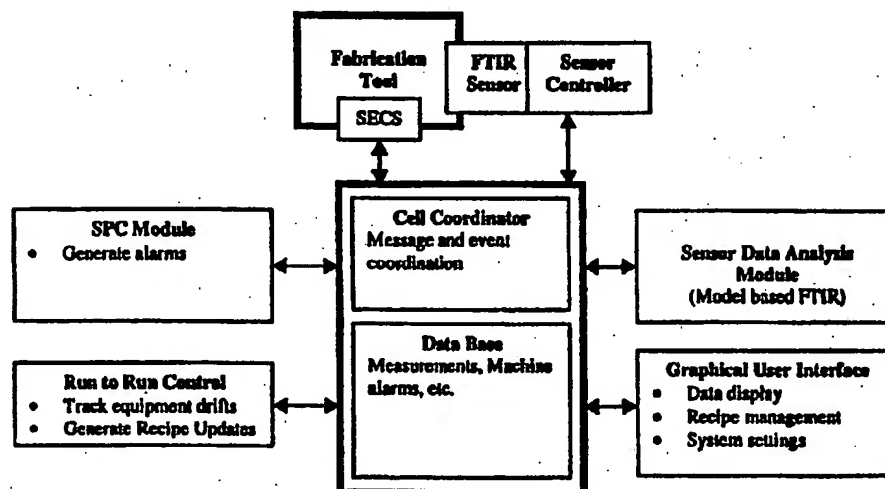 Fabrication
Tool
SECS
FTIR
Sensor
Sensor
Controller
SPC Module
• Generate alarms
Cell Coordinator
Message and event
coordination
Sensor Data Analysis
Module
(Model based FTIR)
Data Base
Measurements, Machine
alarms, etc.
Run to Run Control
• Track equipment drifts
• Generate Recipe Updates
Graphical User Interface
• Data display
• Recipe management
• System settings